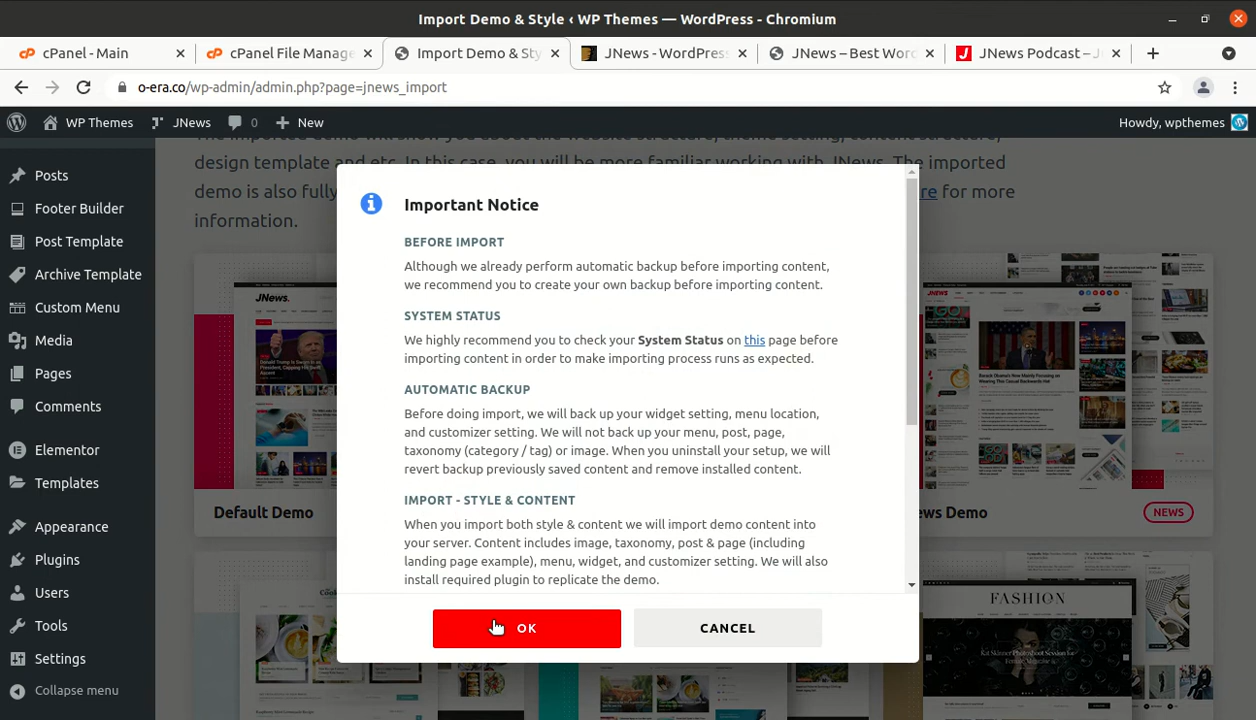 Import Demo & Style ‹ WP Themes — WordPress - Chromium
cPanel - Main
cPanel File Manage
Import Demo & Sty
JNews - WordPress
JNews – Best Wor
JNews Podcast – J
o-era.co/wp-admin/admin.php?page=jnews_import
WP Themes
JNews
0
New
Howdy, wpthemes
design template and etc. In this case, you will be more familiar working with JNews. The imported
demo is also fully
re for more
information.
Posts
Footer Builder
Post Template
Archive Template
Custom Menu
Media
Pages
Comments
Elementor
Templates
Appearance
Plugins
Users
Tools
Settings
Collapse menu
Important Notice
BEFORE IMPORT
Although we already perform automatic backup before importing content,
we recommend you to create your own backup before importing content.
SYSTEM STATUS
We highly recommend you to check your System Status on this page before
importing content in order to make importing process runs as expected.
AUTOMATIC BACKUP
Before doing import, we will back up your widget setting, menu location,
and customizer setting. We will not back up your menu, post, page,
taxonomy (category / tag) or image. When you uninstall your setup, we will
revert backup previously saved content and remove installed content.
IMPORT - STYLE & CONTENT
When you import both style & content we will import demo content into
your server. Content includes image, taxonomy, post & page (including
landing page example), menu, widget, and customizer setting. We will also
install required plugin to replicate the demo.
OK
CANCEL
JNews.
Default Demo
JNEWS
ws Demo
NEWS
FASHION